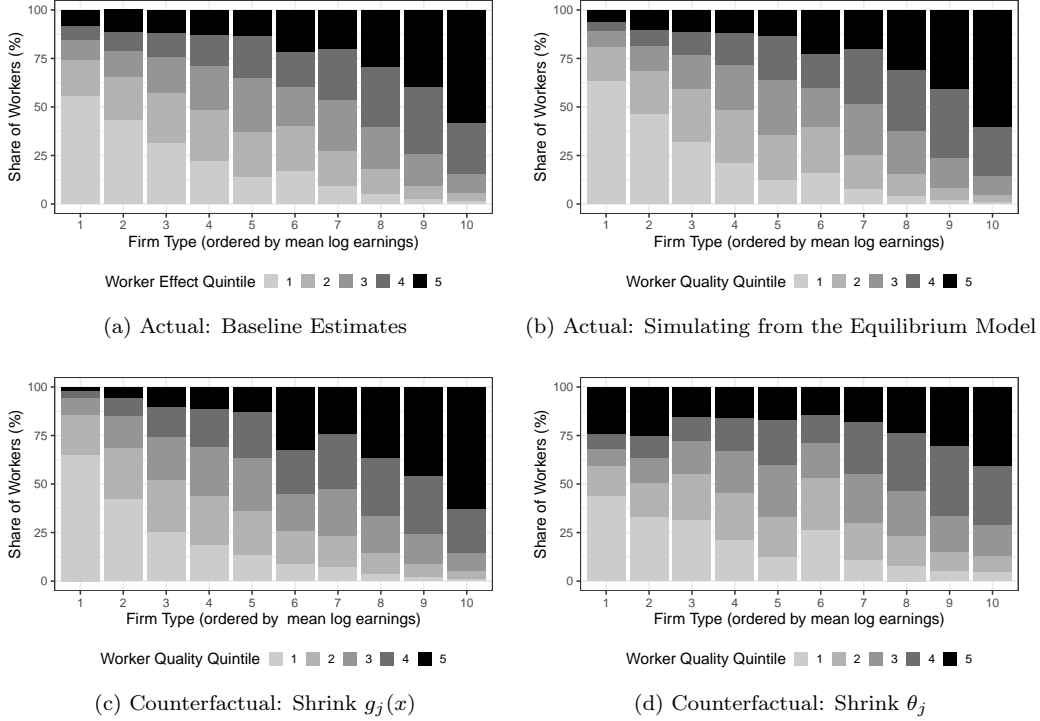 Share of Workers (%)
100
75
50
25
0
1 2 3 4 5 6 7 8 9 10
Firm Type (ordered by mean log earnings)
Worker Effect Quintile 1 2 3 4 5
(a) Actual: Baseline Estimates
Share of Workers (%)
100
75
50
25
0
1 2 3 4 5 6 7 8 9 10
Firm Type (ordered by mean log earnings)
Worker Quality Quintile 1 2 3 4 5
(b) Actual: Simulating from the Equilibrium Model
Share of Workers (%)
100
75
50
25
0
1 2 3 4 5 6 7 8 9 10
Firm Type (ordered by mean log earnings)
Worker Quality Quintile 1 2 3 4 5
(c) Counterfactual: Shrink g_j(x)
Share of Workers (%)
100
75
50
25
0
1 2 3 4 5 6 7 8 9 10
Firm Type (ordered by mean log earnings)
Worker Quality Quintile 1 2 3 4 5
(d) Counterfactual: Shrink θ_j